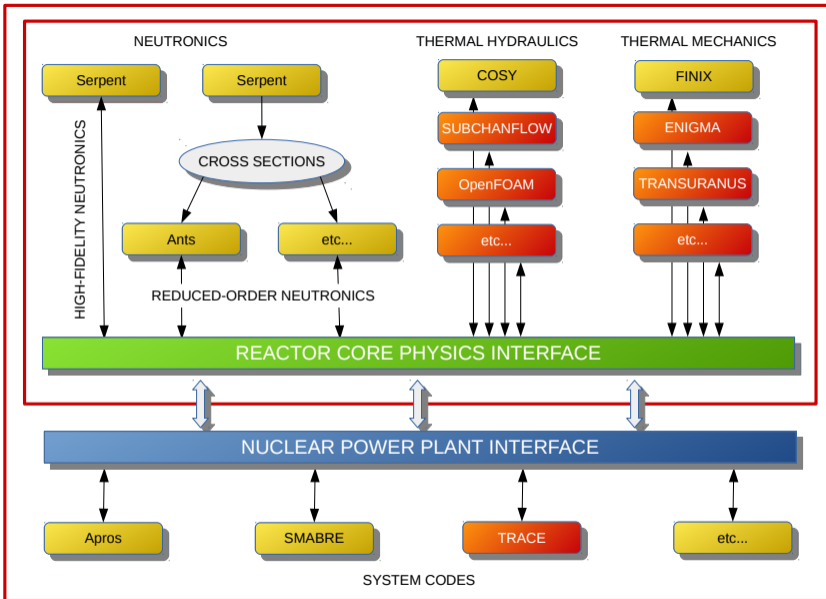 NEUTRONICS
THERMAL HYDRAULICS
THERMAL MECHANICS
Serpent
Serpent
COSY
FINIX
HIGH-FIDELITY NEUTRONICS
CROSS SECTIONS
SUBCHANFLOW
ENIGMA
OpenFOAM
TRANSURANUS
Ants
etc...
etc...
etc...
REDUCED-ORDER NEUTRONICS
REACTOR CORE PHYSICS INTERFACE
NUCLEAR POWER PLANT INTERFACE
Apros
SMABRE
TRACE
etc...
SYSTEM CODES